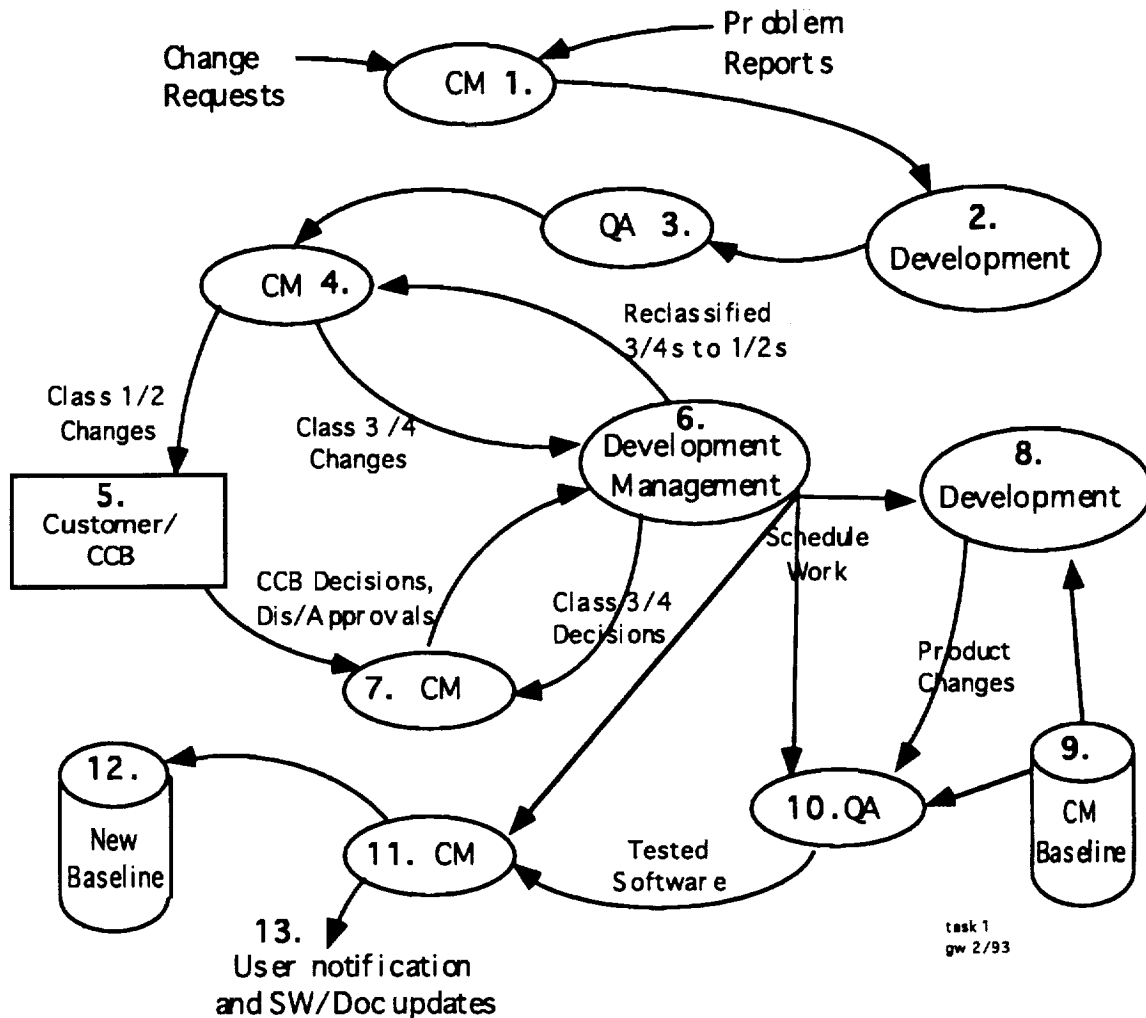 Change
Requests
Problem
Reports
CM 1.
2.
Development
QA 3.
CM 4.
Reclassified
3/4s to 1/2s
Class 1/2
Changes
Class 3/4
Changes
6.
Development
Management
8.
Development
5.
Customer/
CCB
Schedule
Work
CCB Decisions,
Dis/Approvals
Class 3/4
Decisions
Product
Changes
7. CM
9.
CM
Baseline
12.
New
Baseline
10. QA
11. CM
Tested
Software
13.
User notification
and SW/Doc updates
task 1
gw 2/93